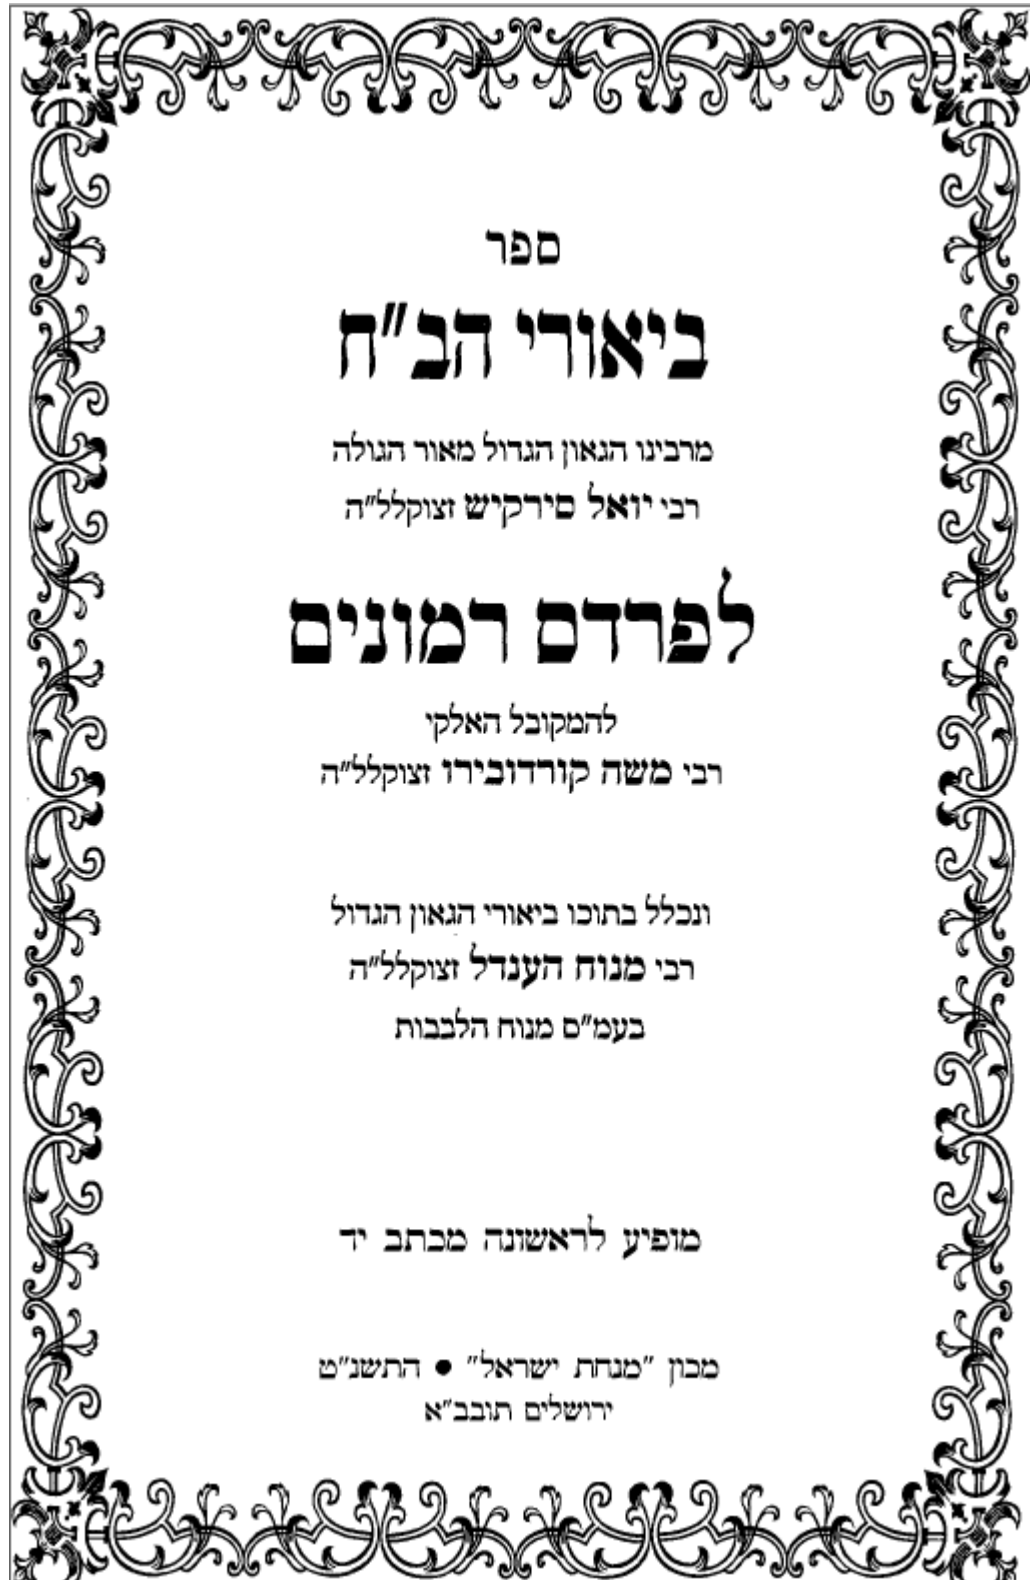 ספר
ביאורי הב"ח
מרבינו הגאון הגדול מאור הגולה
רבי יואל סירקיש זצוקלל"ה
לפרדס רמונים
להמקובל האלקי
רבי משה קורדובירו זצוקלל"ה
ונכלל בתוכו ביאורי הגאון הגדול
רבי מנוח הענדל זצוקלל"ה
בעמ"ס מנוח הלבבות
מופיע לראשונה מכתב יד
מכון "מנחת ישראל" • התשנ"ט
ירושלים תובב"א